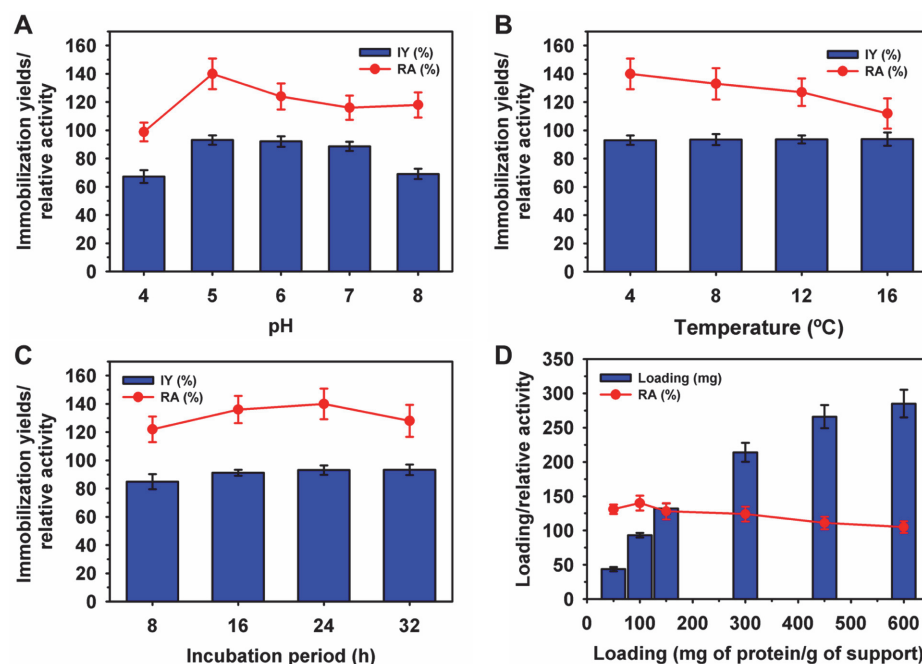 A
Immobilization yields/
relative activity
160
140
120
100
80
60
40
20
0
IY (%)
RA (%)
4 5 6 7 8
pH
B
Immobilization yields/
relative activity
160
140
120
100
80
60
40
20
0
IY (%)
RA (%)
4 8 12 16
Temperature (ºC)
C
Immobilization yields/
relative activity
160
140
120
100
80
60
40
20
0
IY (%)
RA (%)
8 16 24 32
Incubation period (h)
D
Loading/relative activity
350
300
250
200
150
100
50
0
Loading (mg)
RA (%)
0 100 200 300 400 500 600
Loading (mg of protein/g of support)